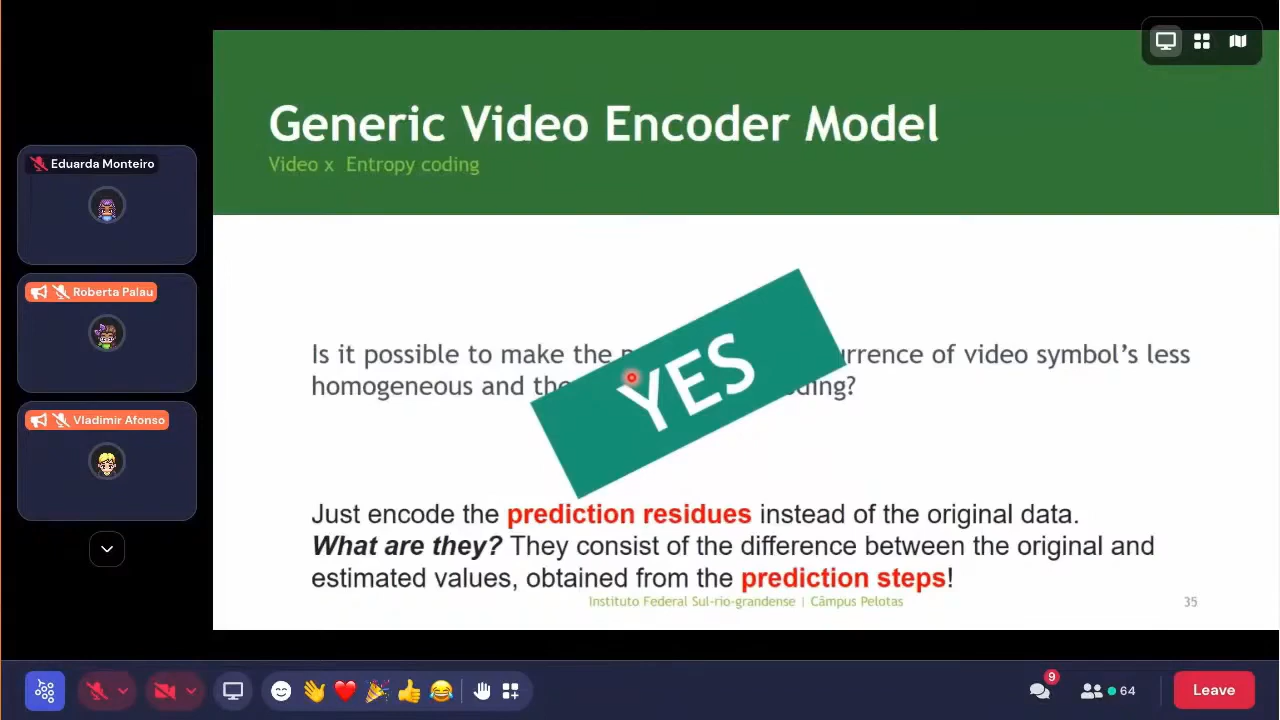 Generic Video Encoder Model
Video x Entropy coding
Eduarda Monteiro
Roberta Palau
Vladimir Afonso
Is it possible to make the urrence of video symbol’s less
homogeneous and the ding?
YES
Just encode the prediction residues instead of the original data.
What are they? They consist of the difference between the original and
estimated values, obtained from the prediction steps!
Instituto Federal Sul-rio-grandense | Câmpus Pelotas
35
9
64
Leave